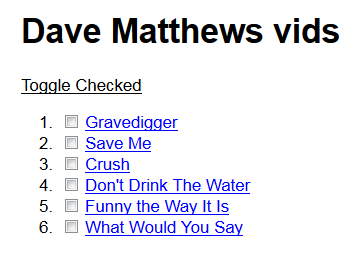 Dave Matthews vids
Toggle Checked
1. Gravedigger
2. Save Me
3. Crush
4. Don't Drink The Water
5. Funny the Way It Is
6. What Would You Say